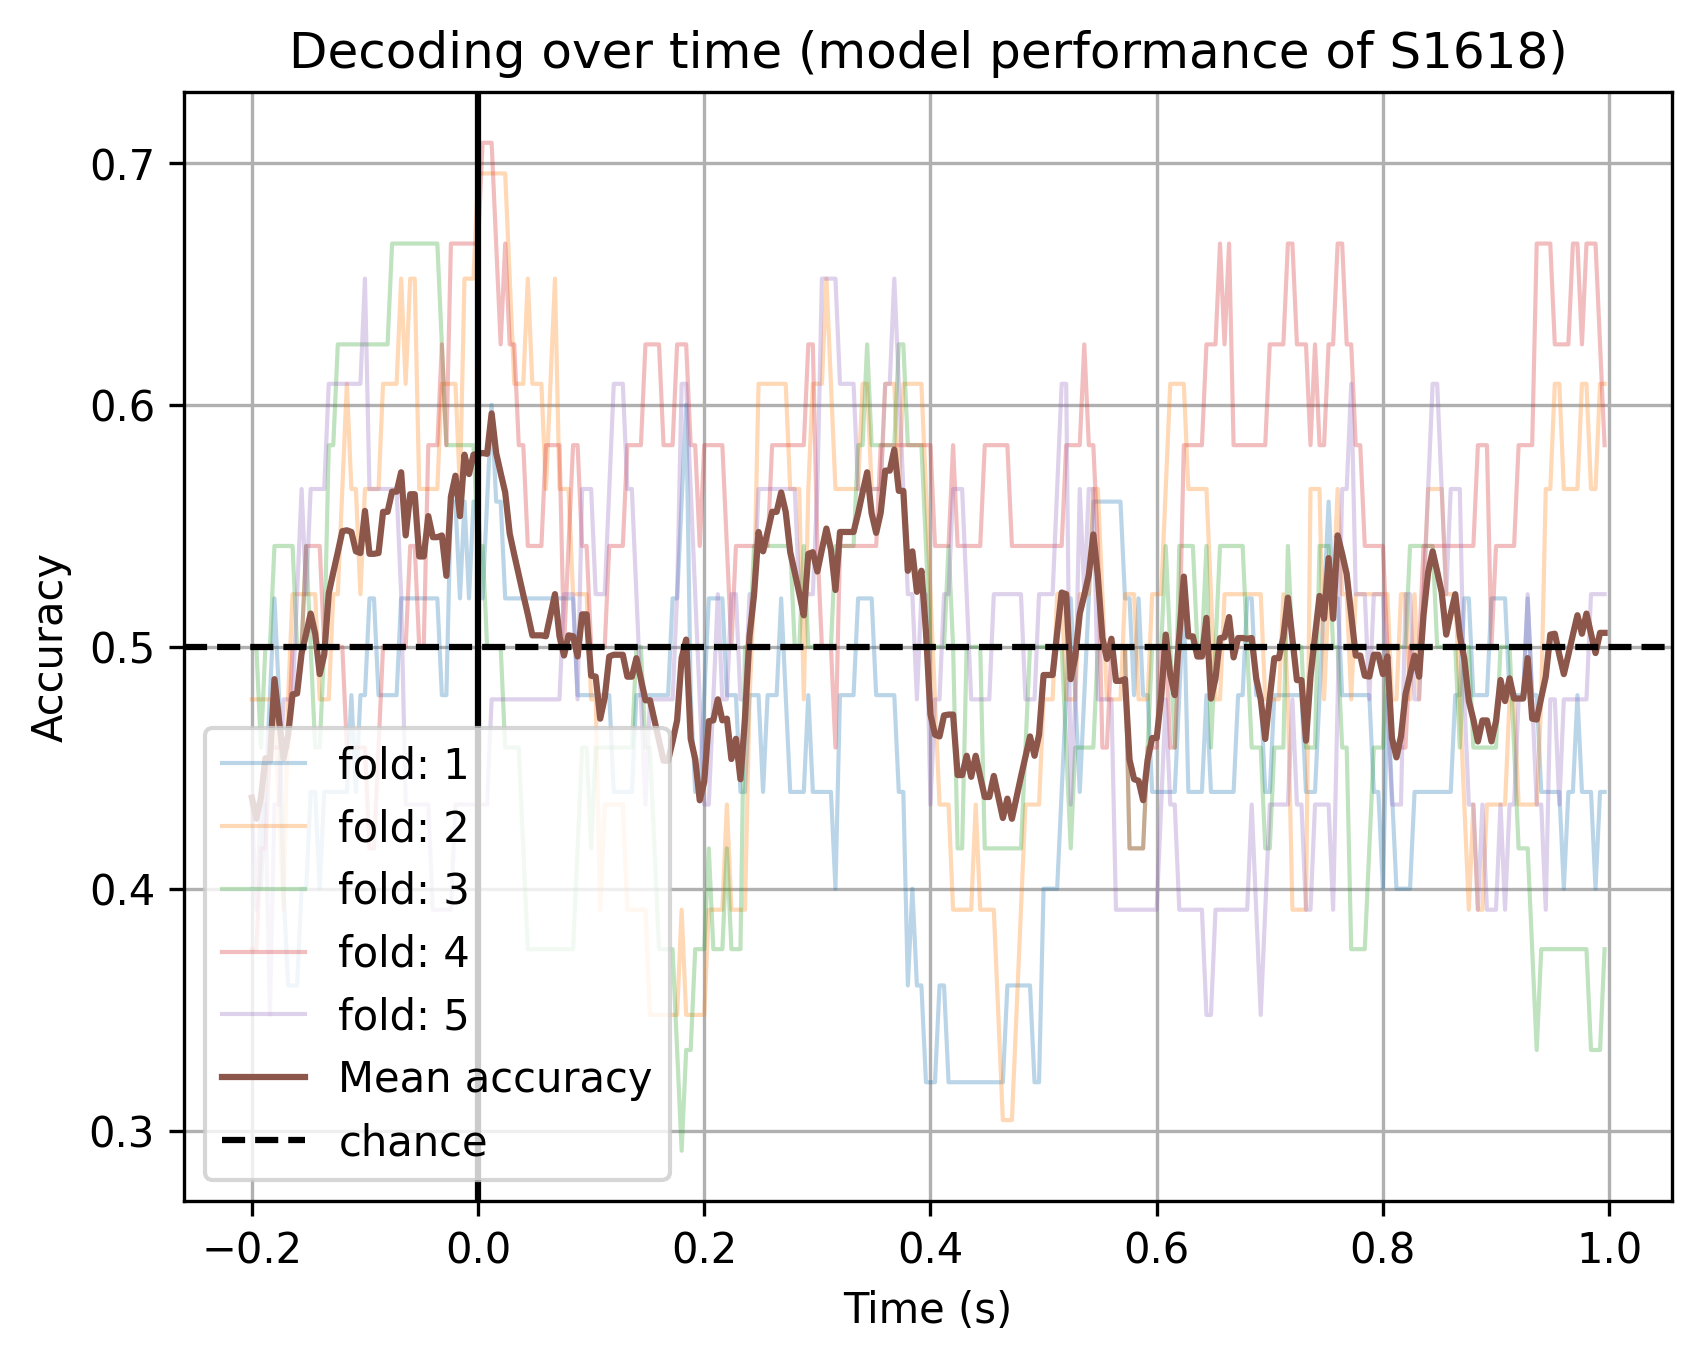 Decoding over time (model performance of S1618)
Accuracy
0.7
0.6
0.5
0.4
0.3
fold: 1
fold: 2
fold: 3
fold: 4
fold: 5
Mean accuracy
chance
−0.2 0.0 0.2 0.4 0.6 0.8 1.0
Time (s)